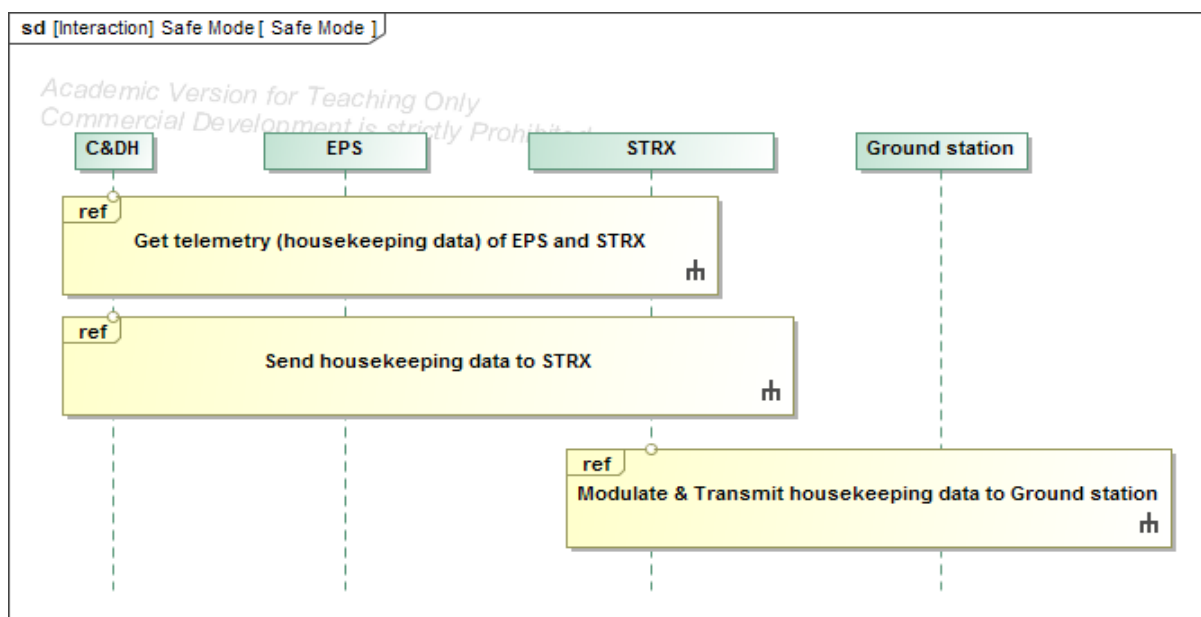 sd [Interaction] Safe Mode [ Safe Mode ]
Academic Version for Teaching Only
Commercial Development is strictly Prohibited
C&DH EPS STRX Ground station
ref
Get telemetry (housekeeping data) of EPS and STRX
ref
Send housekeeping data to STRX
ref
Modulate & Transmit housekeeping data to Ground station